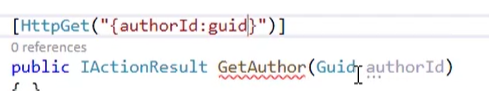 [HttpGet("{authorId:guid}")]
0 references
public IActionResult GetAuthor(Guid authorId)
{ }